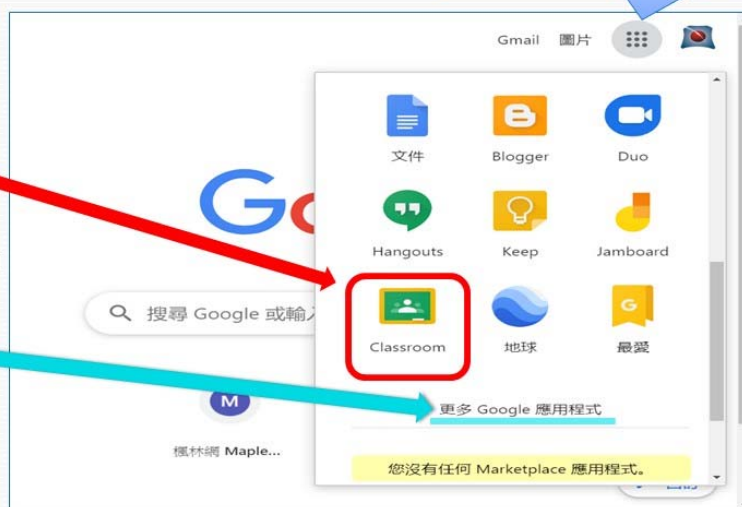 Gmail 圖片
文件 Blogger Duo
Go
Hangouts Keep Jamboard
G
搜尋 Google 或輸入
Classroom 地球 最愛
M
更多 Google 應用程式
楓林網 Maple...
您沒有任何 Marketplace 應用程式。